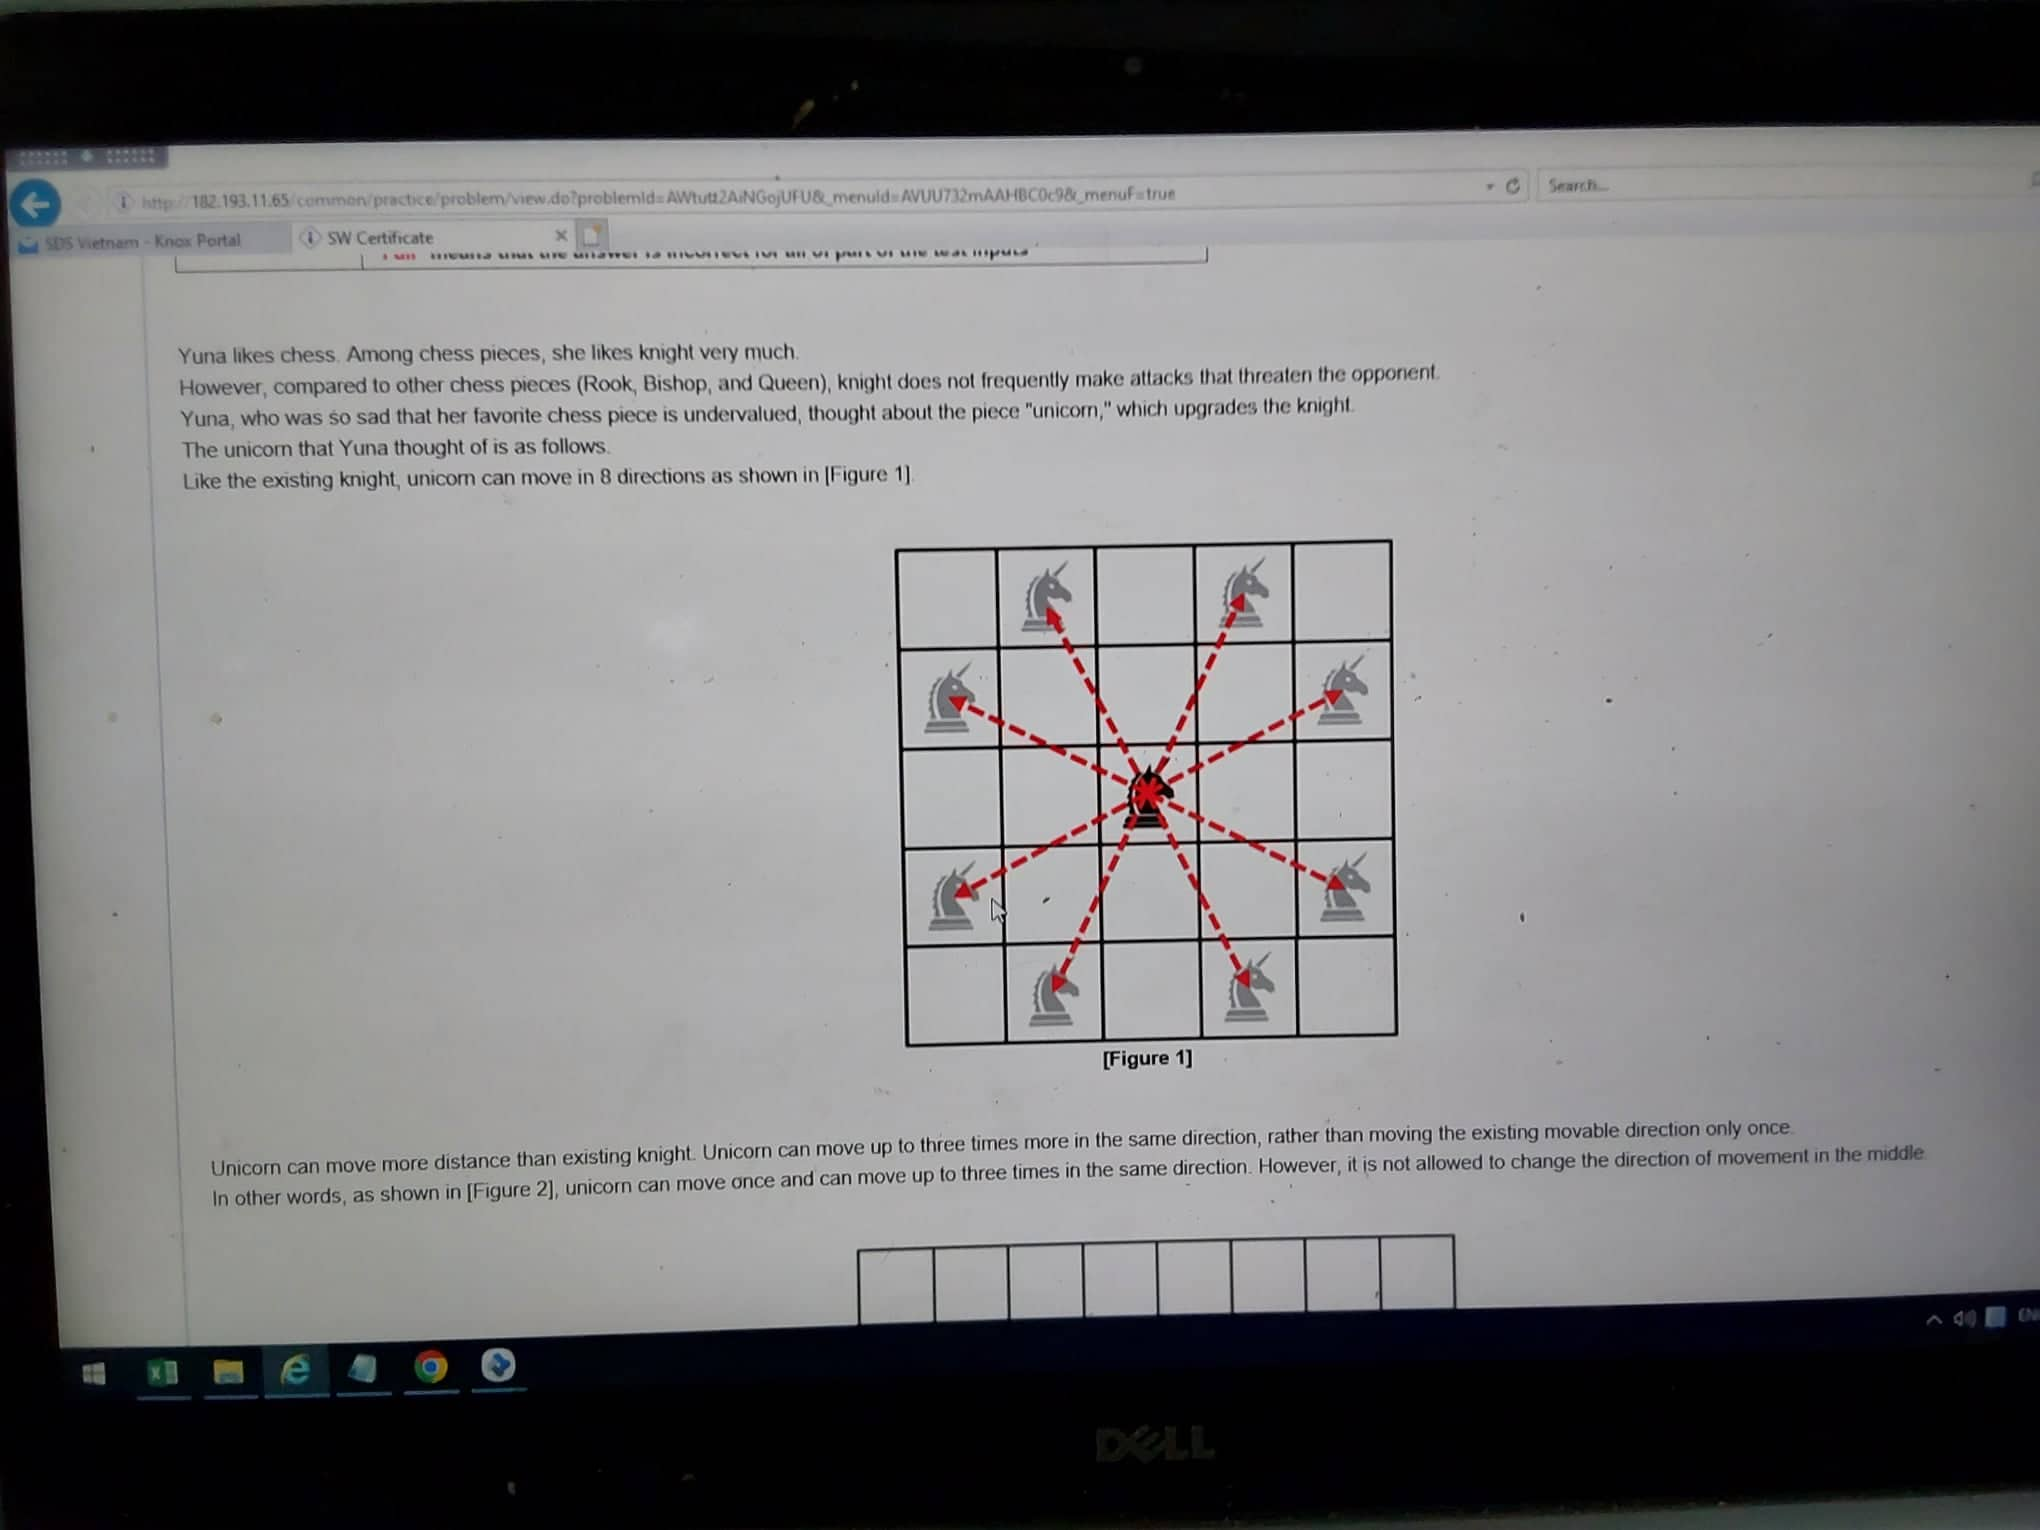 http://182.193.11.65/common/practice/problem/view.do?problemId=AWtutt2AiNGojUFU&_menuId=AVUU732mAAHBC0c9&_menuF=true
Search...
SDS Vietnam - Knox Portal
SW Certificate
means that the answer is incorrect for all or part of the test inputs
Yuna likes chess. Among chess pieces, she likes knight very much.
However, compared to other chess pieces (Rook, Bishop, and Queen), knight does not frequently make attacks that threaten the opponent.
Yuna, who was so sad that her favorite chess piece is undervalued, thought about the piece "unicorn," which upgrades the knight.
The unicorn that Yuna thought of is as follows.
Like the existing knight, unicorn can move in 8 directions as shown in [Figure 1].
[Figure 1]
Unicorn can move more distance than existing knight. Unicorn can move up to three times more in the same direction, rather than moving the existing movable direction only once.
In other words, as shown in [Figure 2], unicorn can move once and can move up to three times in the same direction. However, it is not allowed to change the direction of movement in the middle.
DELL